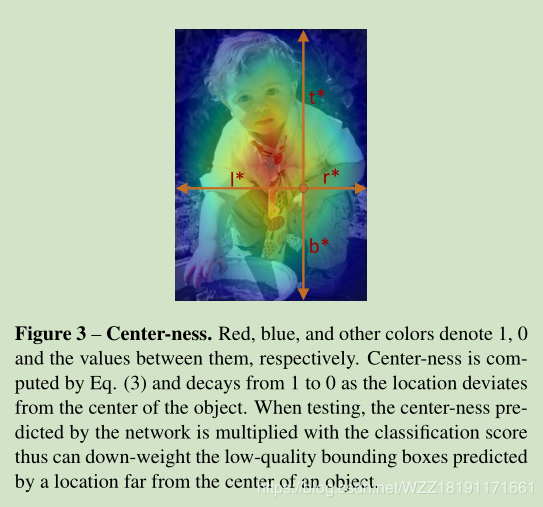 t*
l*
r*
b*
Figure 3 – Center-ness. Red, blue, and other colors denote 1, 0
and the values between them, respectively. Center-ness is com-
puted by Eq. (3) and decays from 1 to 0 as the location deviates
from the center of the object. When testing, the center-ness pre-
dicted by the network is multiplied with the classification score
thus can down-weight the low-quality bounding boxes predicted
by a location far from the center of an object.
https://blog.csdn.net/WZZ18191171661